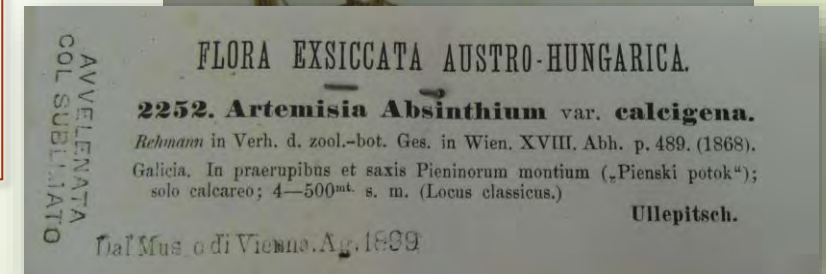 AVVELENATA
COL SUBLIMATO
FLORA EXSICCATA AUSTRO-HUNGARICA.
2252. Artemisia Absinthium var. calcigena.
Rehmann in Verh. d. zool.-bot. Ges. in Wien. XVIII. Abh. p. 489. (1868).
Galicia. In praerupibus et saxis Pieninorum montium („Pienski potok“);
solo calcareo; 4—500mt. s. m. (Locus classicus.)
Ullepitsch.
Dal Mus o di Vienna. Ag. 1899